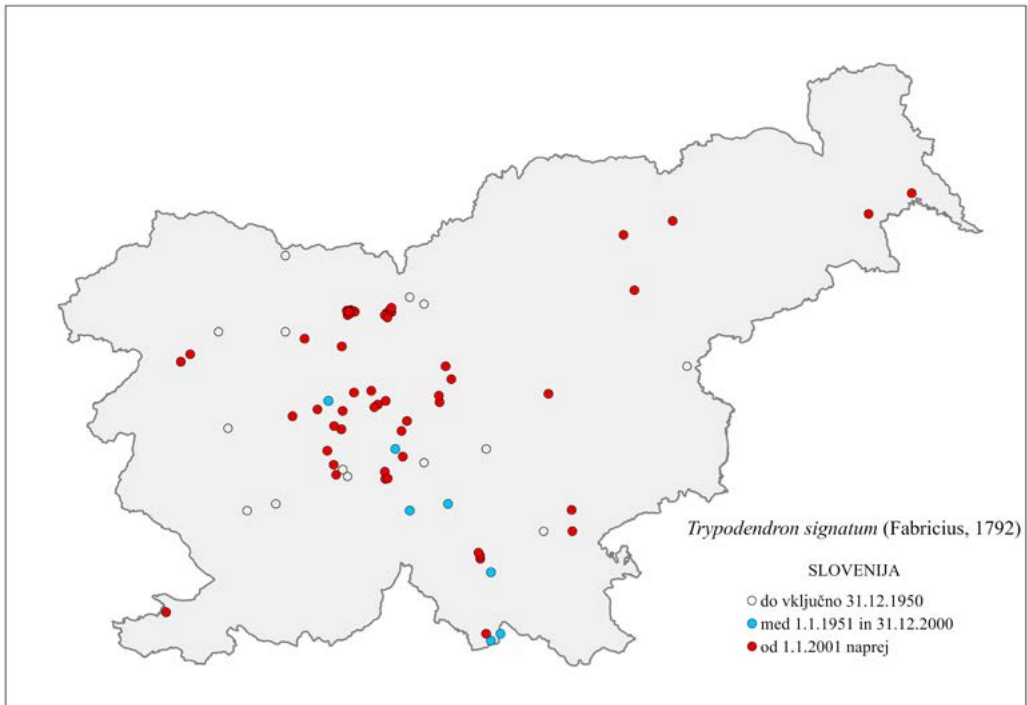 Trypodendron signatum (Fabricius, 1792)
SLOVENIJA
do vključno 31.12.1950
med 1.1.1951 in 31.12.2000
od 1.1.2001 naprej